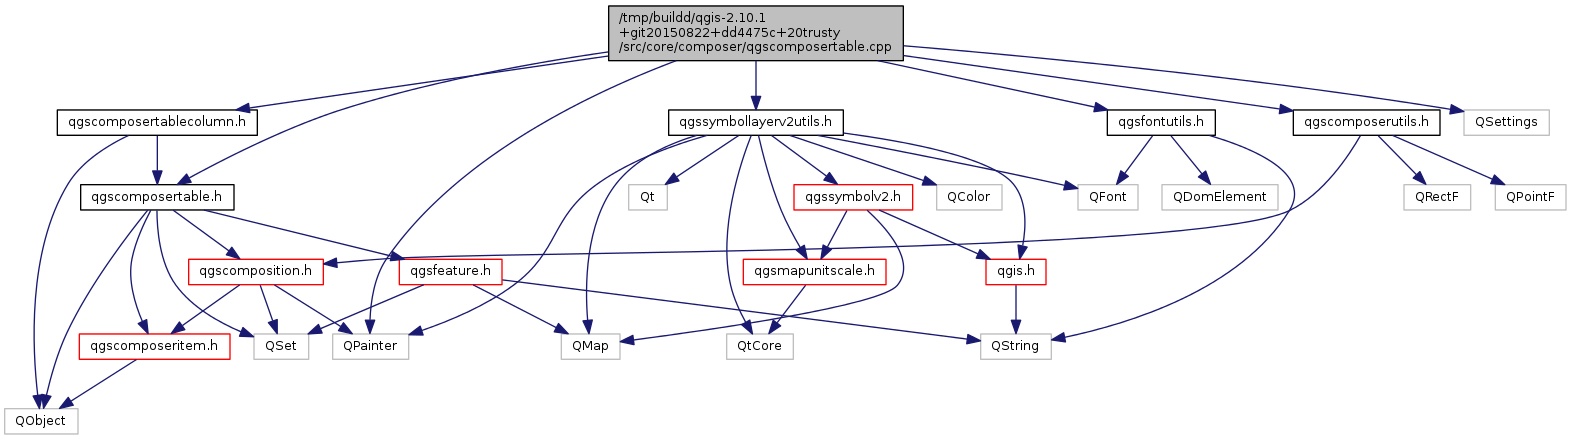 /tmp/buildd/qgis-2.10.1
+git20150822+dd4475c+20trusty
/src/core/composer/qgscomposertable.cpp
qgscomposertablecolumn.h
qgssymbollayerv2utils.h
qgsfontutils.h
qgscomposerutils.h
QSettings
qgscomposertable.h
Qt
qgssymbolv2.h
QColor
QFont
QDomElement
QRectF
QPointF
qgscomposition.h
qgsfeature.h
qgsmapunitscale.h
qgis.h
qgscomposeritem.h
QSet
QPainter
QMap
QtCore
QString
QObject